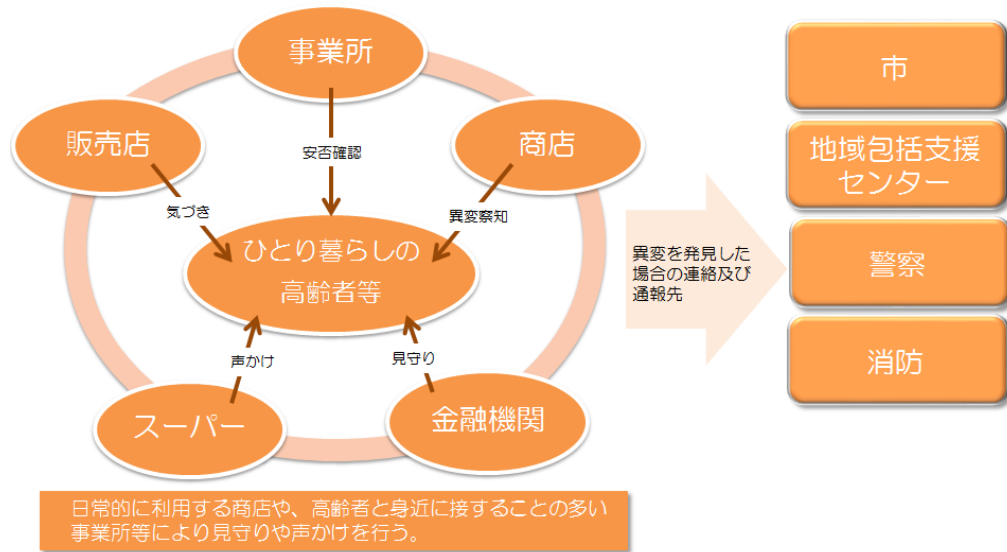 事業所
販売店
商店
安否確認
気づき
異変察知
ひとり暮らしの
高齢者等
声かけ
見守り
スーパー
金融機関
異変を発見した
場合の連絡及び
通報先
市
地域包括支援
センター
警察
消防
日常的に利用する商店や、高齢者と身近に接することの多い
事業所等により見守りや声かけを行う。